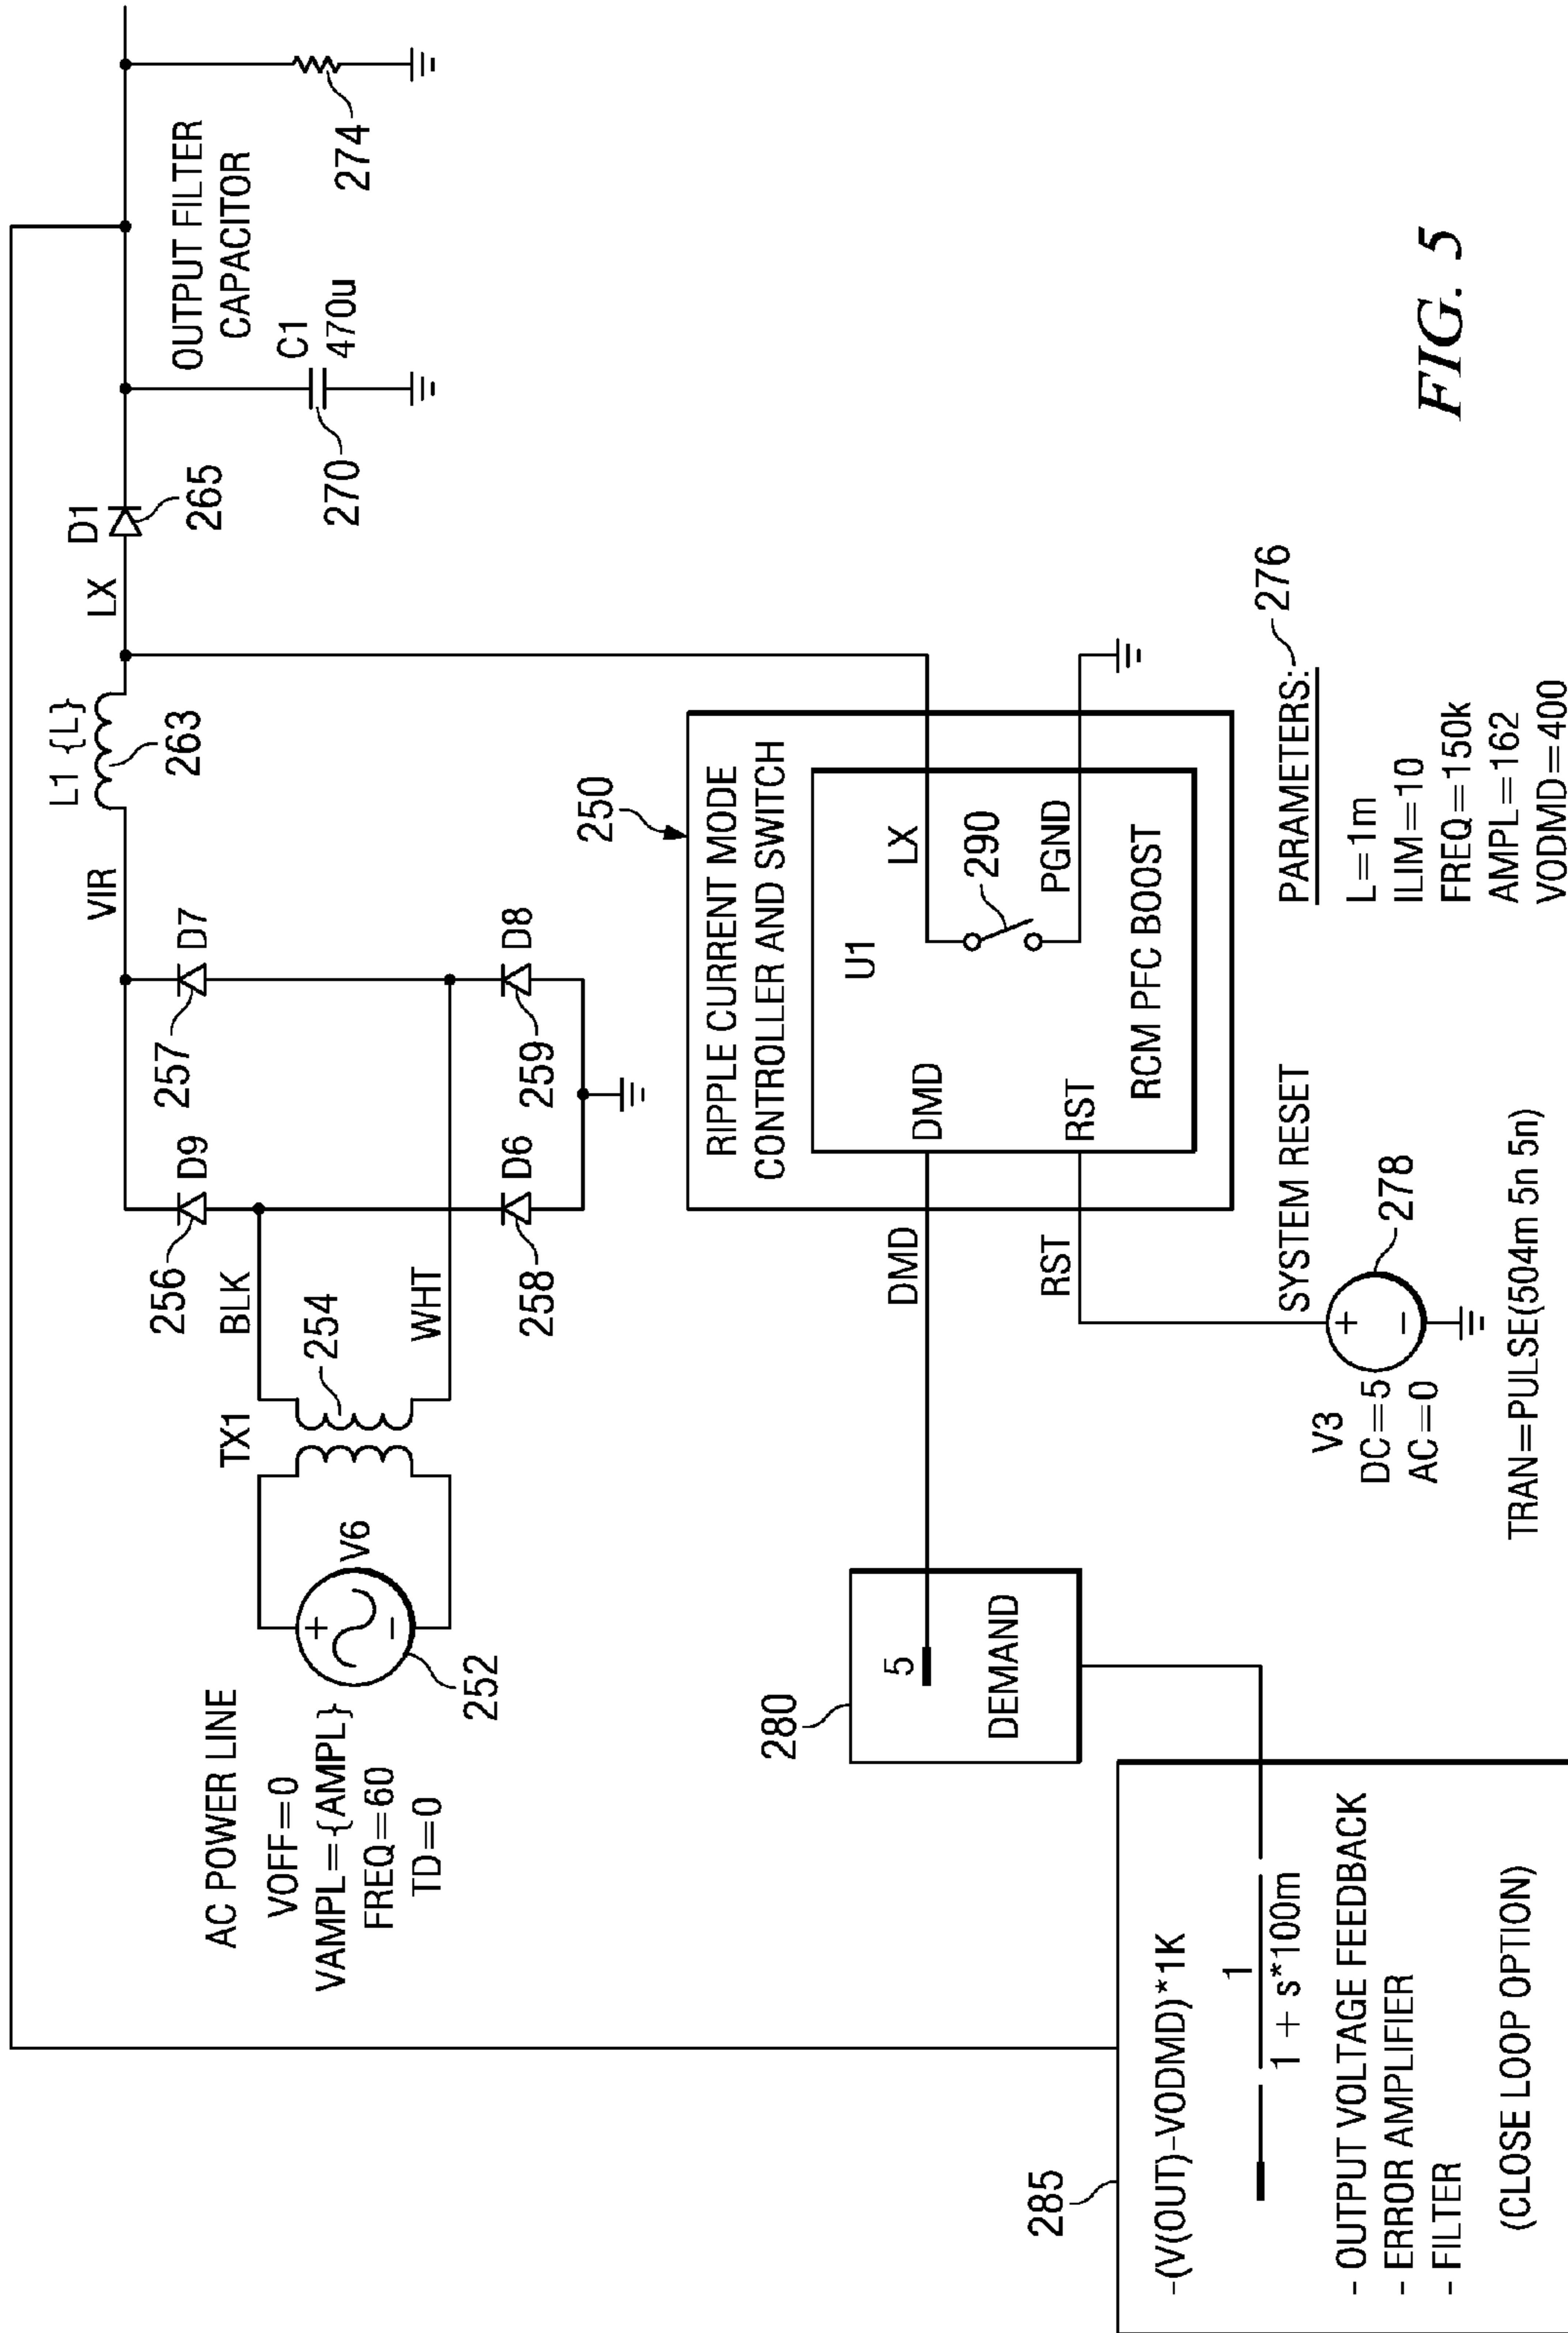 AC POWER LINE
VOFF=0
VAMPL={AMPL}
FREQ=60
TD=0
V6
252
TX1
254
BLK
WHT
256
D9
257
D7
258
D6
259
D8
VIR
L1 {L}
263
LX
D1
265
OUTPUT FILTER
CAPACITOR
C1
470u
270
274
250
RIPPLE CURRENT MODE
CONTROLLER AND SWITCH
U1
LX
290
PGND
DMD
RST
RCM PFC BOOST
DMD
RST
280
5
DEMAND
SYSTEM RESET
278
V3
DC=5
AC=0
TRAN=PULSE(504m 5n 5n)
PARAMETERS:
276
L=1m
ILIM=10
FREQ=150k
AMPL=162
VODMD=400
285
-(V(OUT)-VODMD)*1K
1
1 + s*100m
- OUTPUT VOLTAGE FEEDBACK
- ERROR AMPLIFIER
- FILTER
(CLOSE LOOP OPTION)
FIG. 5